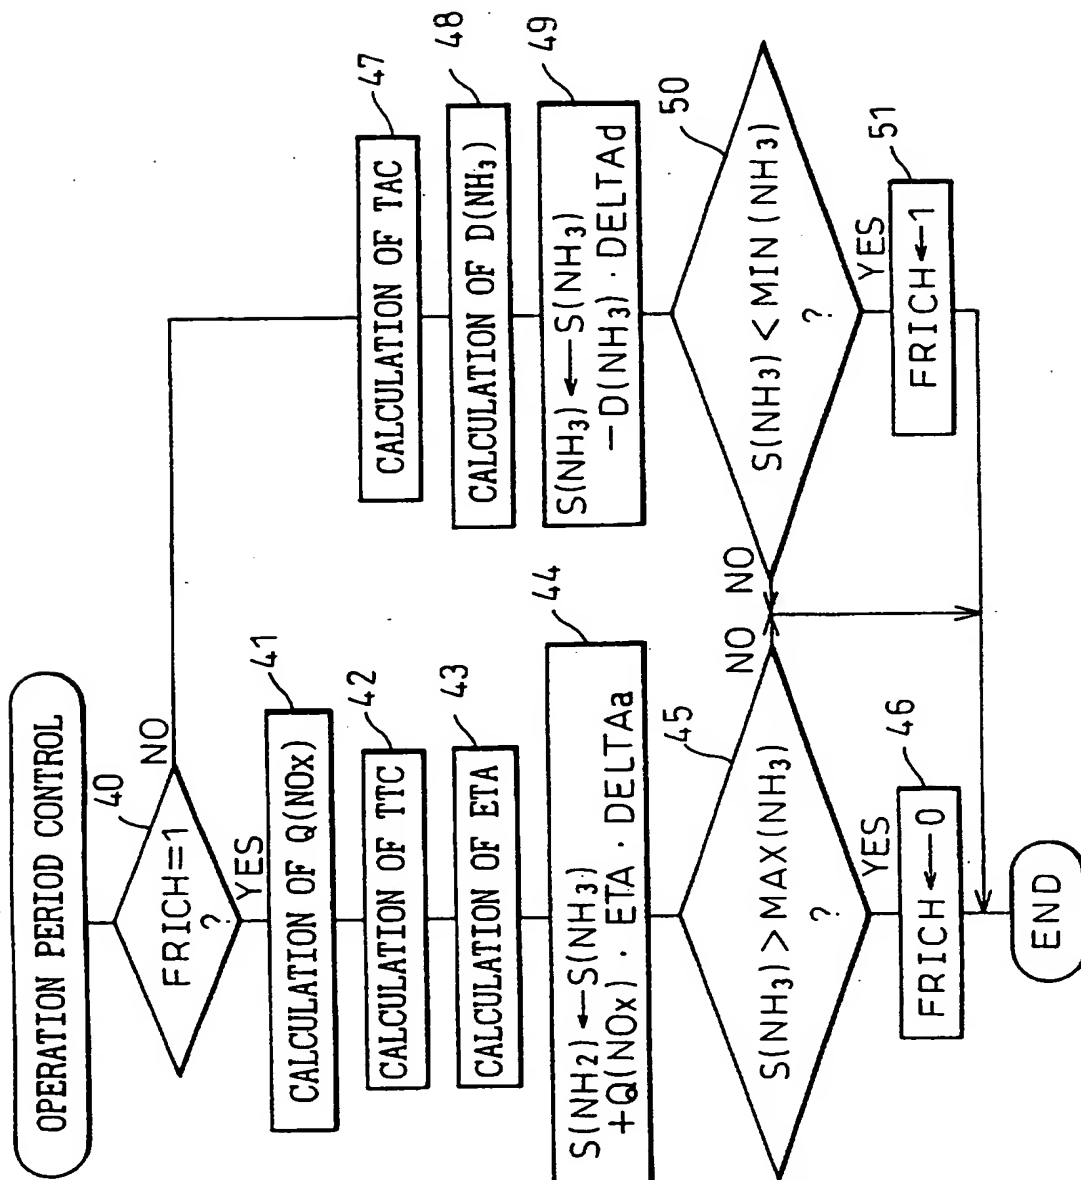 OPERATION PERIOD CONTROL
40
FRICH=1
?
NO
YES
41
CALCULATION OF Q(NOx)
42
CALCULATION OF TTC
43
CALCULATION OF ETA
44
S(NH2)←S(NH3)
+Q(NOx)·ETA·DELTAa
45
S(NH3)>MAX(NH3)
?
NO
YES
46
FRICH←0
47
CALCULATION OF TAC
48
CALCULATION OF D(NH3)
49
S(NH3)←S(NH3)
−D(NH3)·DELTAd
50
S(NH3)<MIN(NH3)
?
NO
YES
51
FRICH←1
END